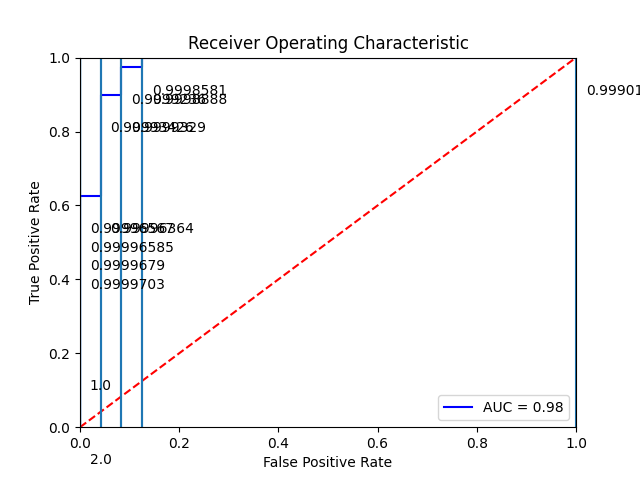 Receiver Operating Characteristic
1.0
0.9998581
0.99901
0.8
0.6
0.99996585
0.9999679
0.4
0.9999703
0.2
1.0
AUC = 0.98
0.0
0.0 0.2 0.4 0.6 0.8 1.0
2.0
False Positive Rate
True Positive Rate